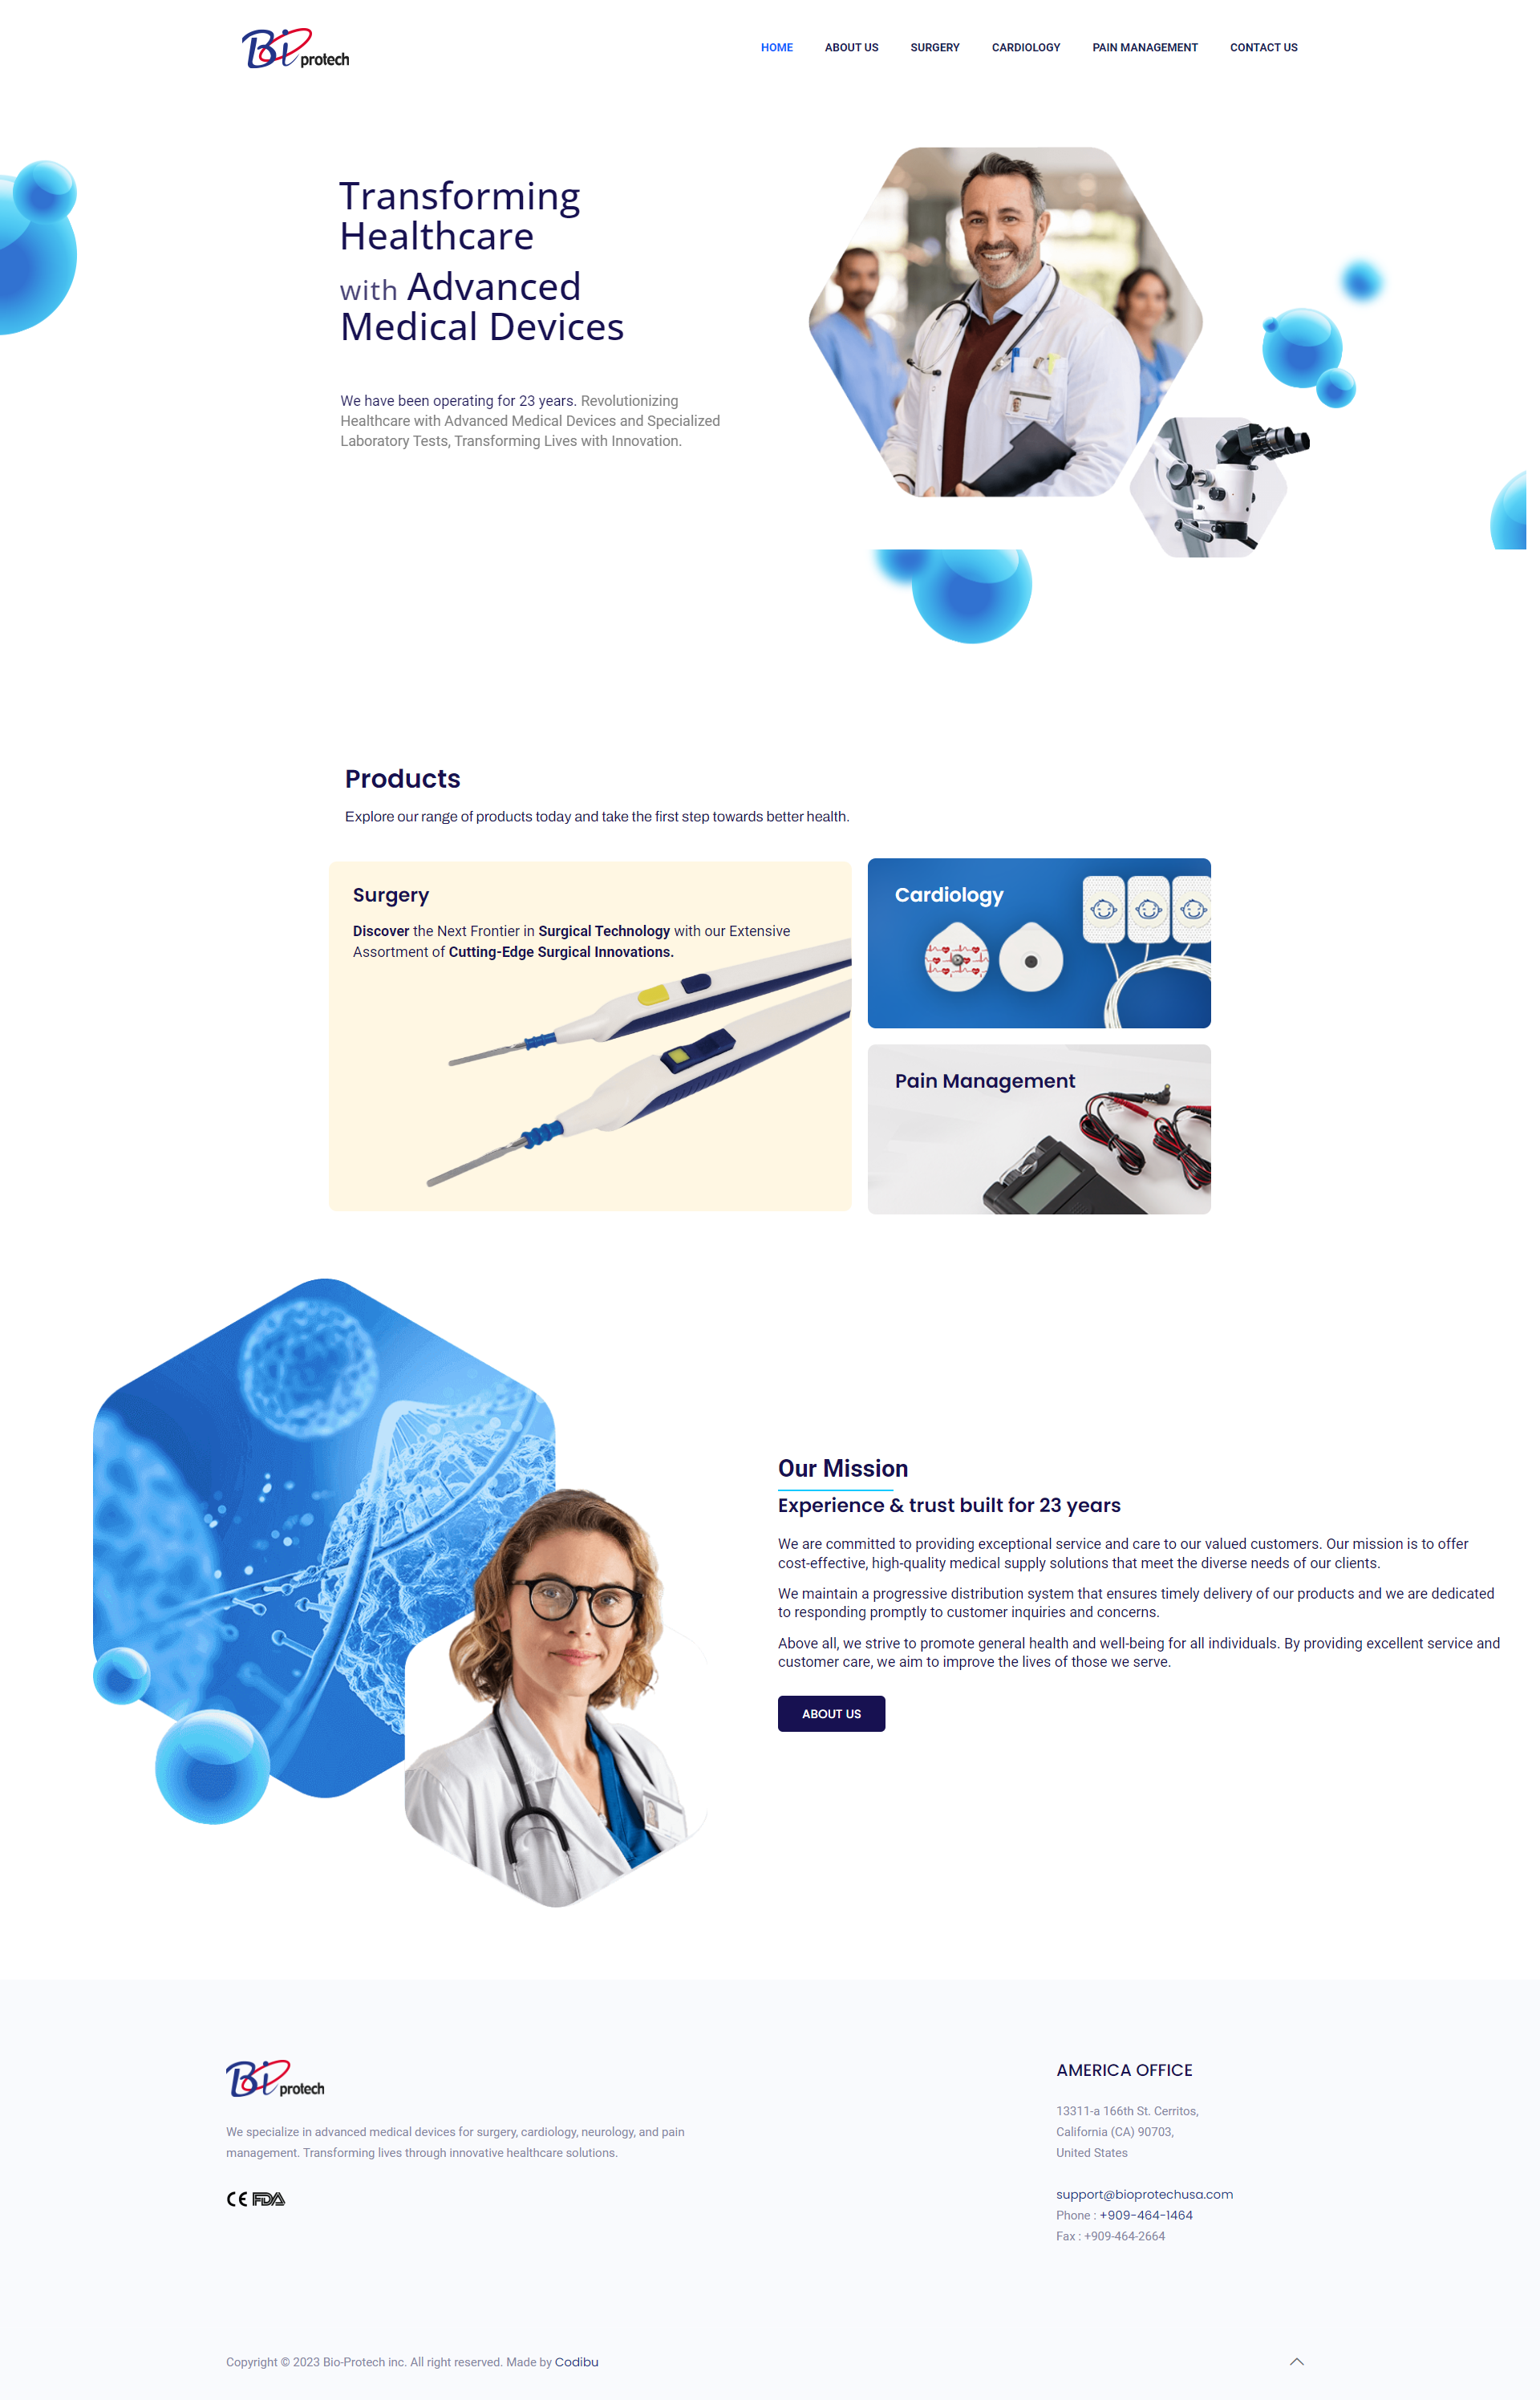 Bi protech
HOME
ABOUT US
SURGERY
CARDIOLOGY
PAIN MANAGEMENT
CONTACT US
Transforming
Healthcare
with Advanced
Medical Devices
We have been operating for 23 years. Revolutionizing
Healthcare with Advanced Medical Devices and Specialized
Laboratory Tests, Transforming Lives with Innovation.
Products
Explore our range of products today and take the first step towards better health.
Surgery
Discover the Next Frontier in Surgical Technology with our Extensive
Assortment of Cutting-Edge Surgical Innovations.
Cardiology
Pain Management
Our Mission
Experience & trust built for 23 years
We are committed to providing exceptional service and care to our valued customers. Our mission is to offer
cost-effective, high-quality medical supply solutions that meet the diverse needs of our clients.
We maintain a progressive distribution system that ensures timely delivery of our products and we are dedicated
to responding promptly to customer inquiries and concerns.
Above all, we strive to promote general health and well-being for all individuals. By providing excellent service and
customer care, we aim to improve the lives of those we serve.
ABOUT US
Bi protech
We specialize in advanced medical devices for surgery, cardiology, neurology, and pain
management. Transforming lives through innovative healthcare solutions.
CE FDA
AMERICA OFFICE
13311-a 166th St. Cerritos,
California (CA) 90703,
United States
support@bioprotechusa.com
Phone : +909-464-1464
Fax : +909-464-2664
Copyright © 2023 Bio-Protech inc. All right reserved. Made by Codibu